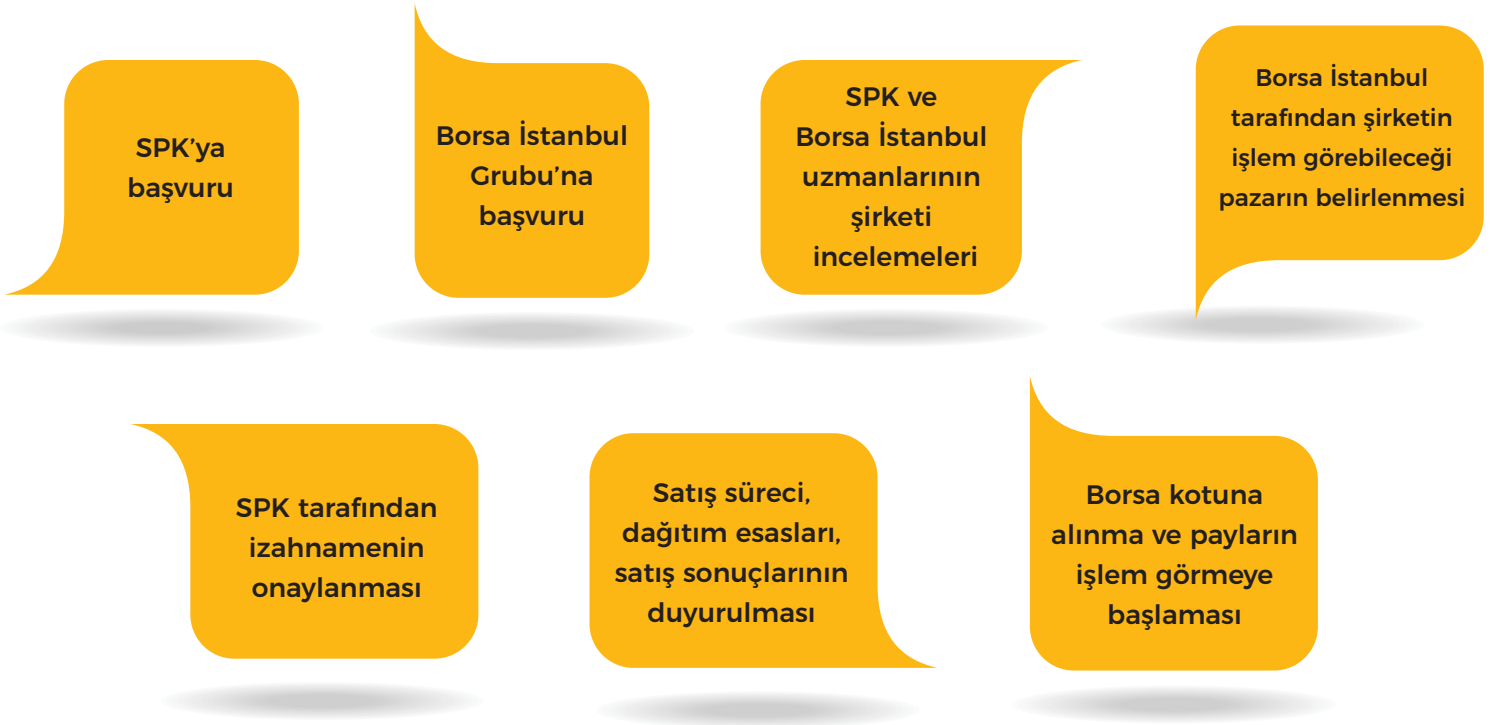 SPK’ya
başvuru
Borsa İstanbul
Grubu’na
başvuru
SPK ve
Borsa İstanbul
uzmanlarının
şirketi
incelemeleri
Borsa İstanbul
tarafından şirketin
işlem görebileceği
pazarın belirlenmesi
SPK tarafından
izahnamenin
onaylanması
Satış süreci,
dağıtım esasları,
satış sonuçlarının
duyurulması
Borsa kotuna
alınma ve payların
işlem görmeye
başlaması